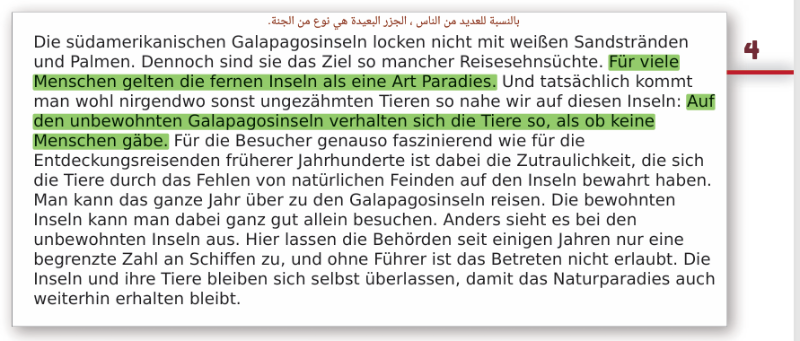 بالنسبة للعديد من الناس ، الجزر البعيدة هي نوع من الجنة.
Die südamerikanischen Galapagosinseln locken nicht mit weißen Sandstränden
und Palmen. Dennoch sind sie das Ziel so mancher Reisesehnsüchte. Für viele
Menschen gelten die fernen Inseln als eine Art Paradies. Und tatsächlich kommt
man wohl nirgendwo sonst ungezähmten Tieren so nahe wir auf diesen Inseln: Auf
den unbewohnten Galapagosinseln verhalten sich die Tiere so, als ob keine
Menschen gäbe. Für die Besucher genauso faszinierend wie für die
Entdeckungsreisenden früherer Jahrhunderte ist dabei die Zutraulichkeit, die sich
die Tiere durch das Fehlen von natürlichen Feinden auf den Inseln bewahrt haben.
Man kann das ganze Jahr über zu den Galapagosinseln reisen. Die bewohnten
Inseln kann man dabei ganz gut allein besuchen. Anders sieht es bei den
unbewohnten Inseln aus. Hier lassen die Behörden seit einigen Jahren nur eine
begrenzte Zahl an Schiffen zu, und ohne Führer ist das Betreten nicht erlaubt. Die
Inseln und ihre Tiere bleiben sich selbst überlassen, damit das Naturparadies auch
weiterhin erhalten bleibt.
4